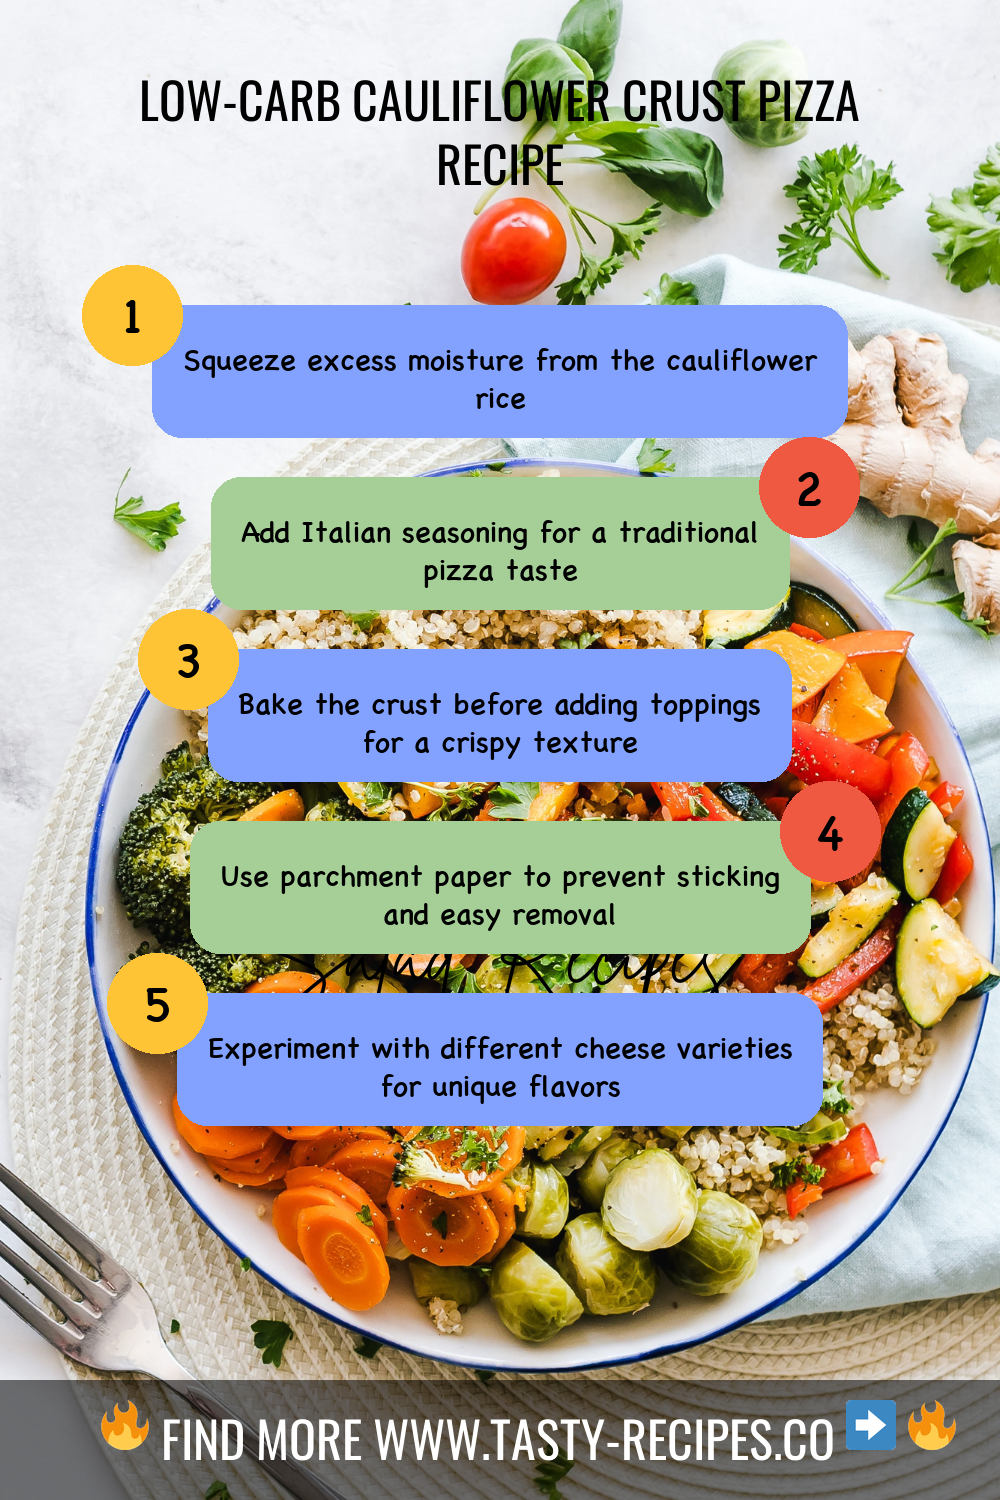 LOW-CARB CAULIFLOWER CRUST PIZZA
RECIPE
1
Squeeze excess moisture from the cauliflower
rice
2
Add Italian seasoning for a traditional
pizza taste
3
Bake the crust before adding toppings
for a crispy texture
4
Use parchment paper to prevent sticking
and easy removal
Recipes
5
Experiment with different cheese varieties
for unique flavors
FIND MORE WWW.TASTY-RECIPES.CO